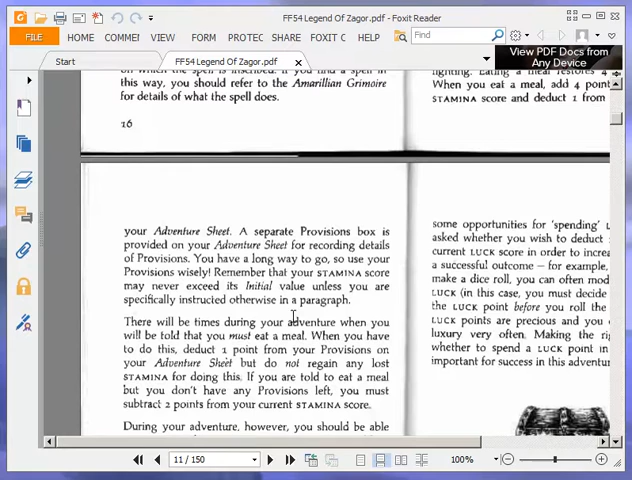 FF54 Legend Of Zagor.pdf - Foxit Reader
FILE HOME COMMEI VIEW FORM PROTEC SHARE FOXIT C HELP Find
Start FF54 Legend Of Zagor.pdf
View PDF Docs from
Any Device
this way, you should refer to the Amarillian Grimoire
for details of what the spell does.
16
fighting. Eating a meal restores 4
When you eat a meal, add 4 point
STAMINA score and deduct 1 from
your Adventure Sheet. A separate Provisions box is
provided on your Adventure Sheet for recording details
of Provisions. You have a long way to go, so use your
Provisions wisely! Remember that your STAMINA score
may never exceed its Initial value unless you are
specifically instructed otherwise in a paragraph.
There will be times during your adventure when you
will be told that you must eat a meal. When you have
to do this, deduct 1 point from your Provisions on
your Adventure Sheet but do not regain any lost
STAMINA for doing this. If you are told to eat a meal
but you don't have any Provisions left, you must
subtract 2 points from your current STAMINA score.
During your adventure, however, you should be able
some opportunities for 'spending'
asked whether you wish to deduct
current LUCK score in order to increa
a successful outcome – for example,
make a dice roll, you can often mod
LUCK (in this case, you must decide
the LUCK point before you roll the
LUCK points are precious and you
luxury very often. Making the rig
whether to spend a LUCK point in
important for success in this adventu
11 / 150
100%